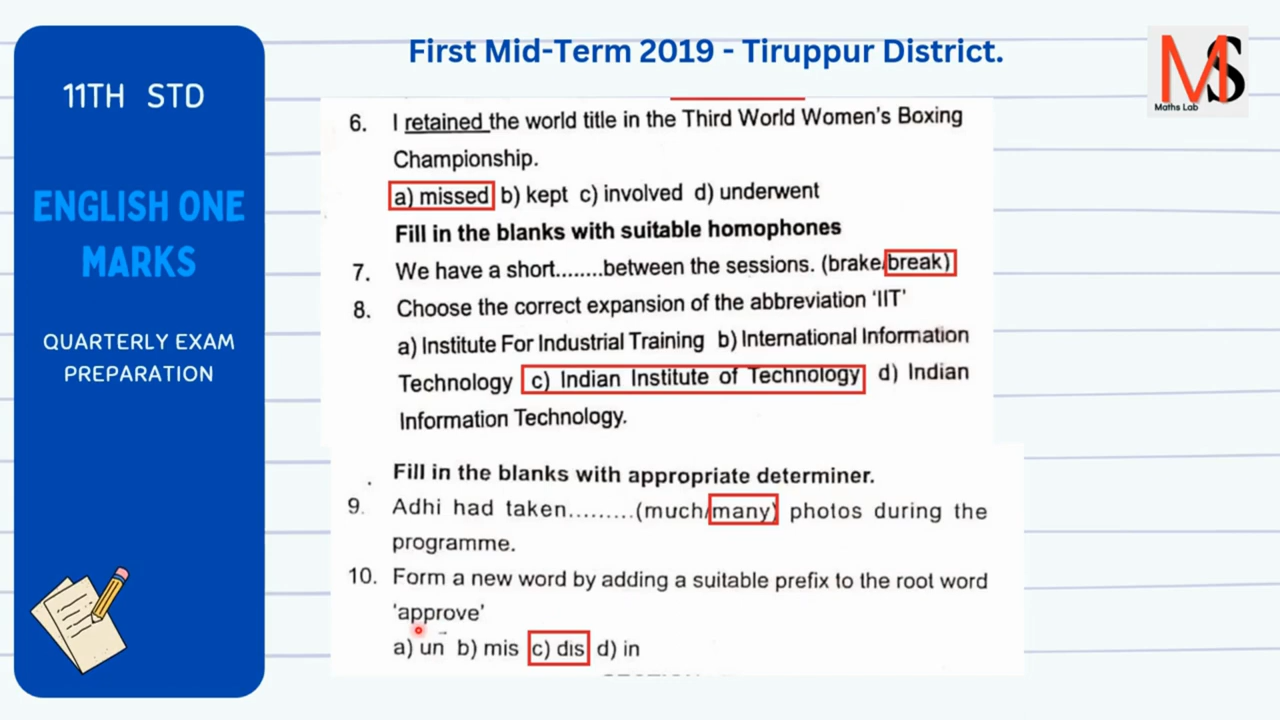 First Mid-Term 2019 - Tiruppur District.
MS
Maths Lab
11TH STD
ENGLISH ONE
MARKS
QUARTERLY EXAM
PREPARATION
6. I retained the world title in the Third World Women's Boxing
Championship.
a) missed b) kept c) involved d) underwent
Fill in the blanks with suitable homophones
7. We have a short........between the sessions. (brake/break)
8. Choose the correct expansion of the abbreviation 'IIT'
a) Institute For Industrial Training b) International Information
Technology c) Indian Institute of Technology d) Indian
Information Technology.
Fill in the blanks with appropriate determiner.
9. Adhi had taken.........(much/many) photos during the
programme.
10. Form a new word by adding a suitable prefix to the root word
'approve'
a) un b) mis c) dis d) in